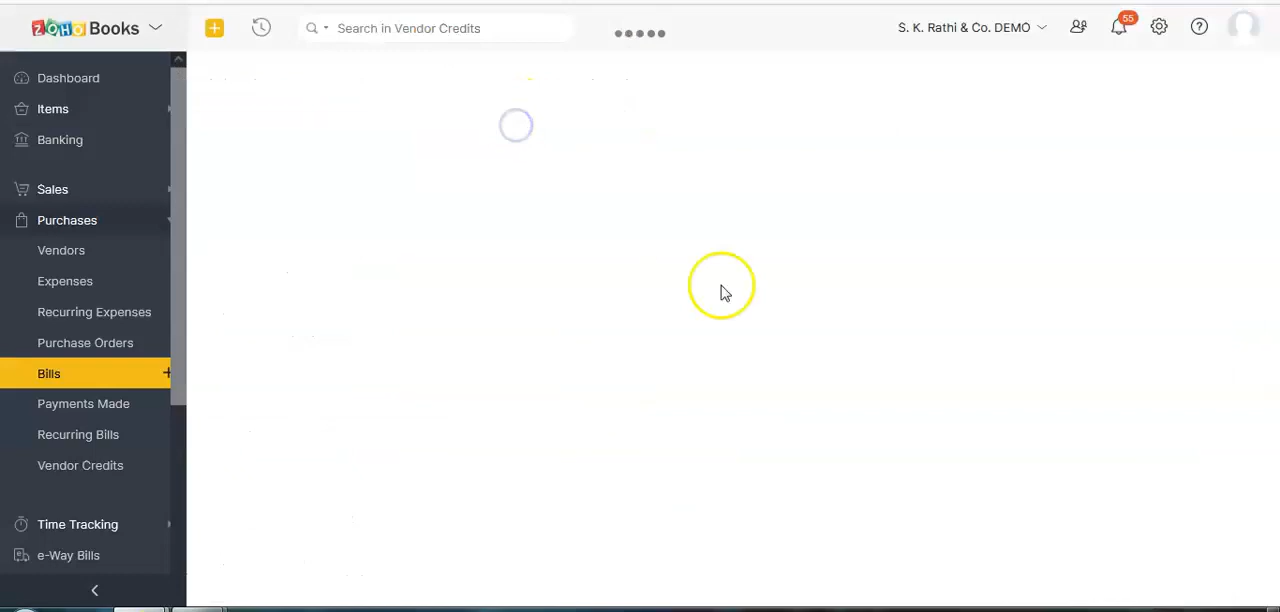 ZOHO Books
Search in Vendor Credits
S. K. Rathi & Co. DEMO
55
Dashboard
Items
Banking
Sales
Purchases
Vendors
Expenses
Recurring Expenses
Purchase Orders
Bills
Payments Made
Recurring Bills
Vendor Credits
Time Tracking
e-Way Bills